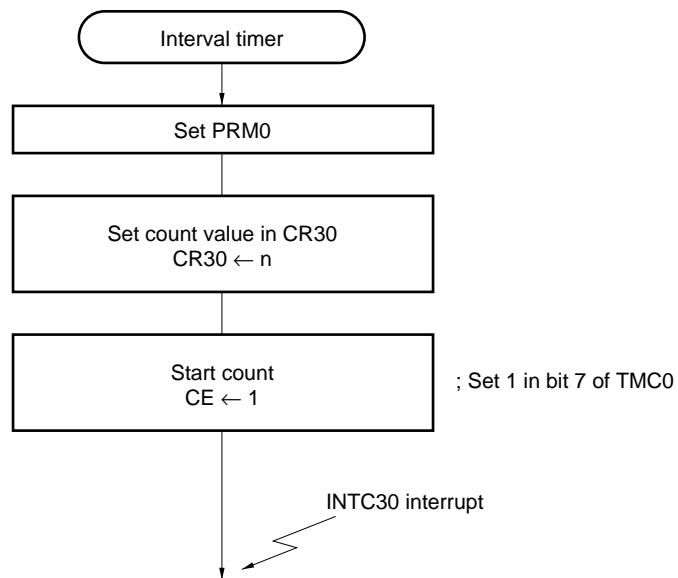 Interval timer
Set PRM0
Set count value in CR30
CR30 ← n
Start count
CE ← 1
; Set 1 in bit 7 of TMC0
INTC30 interrupt